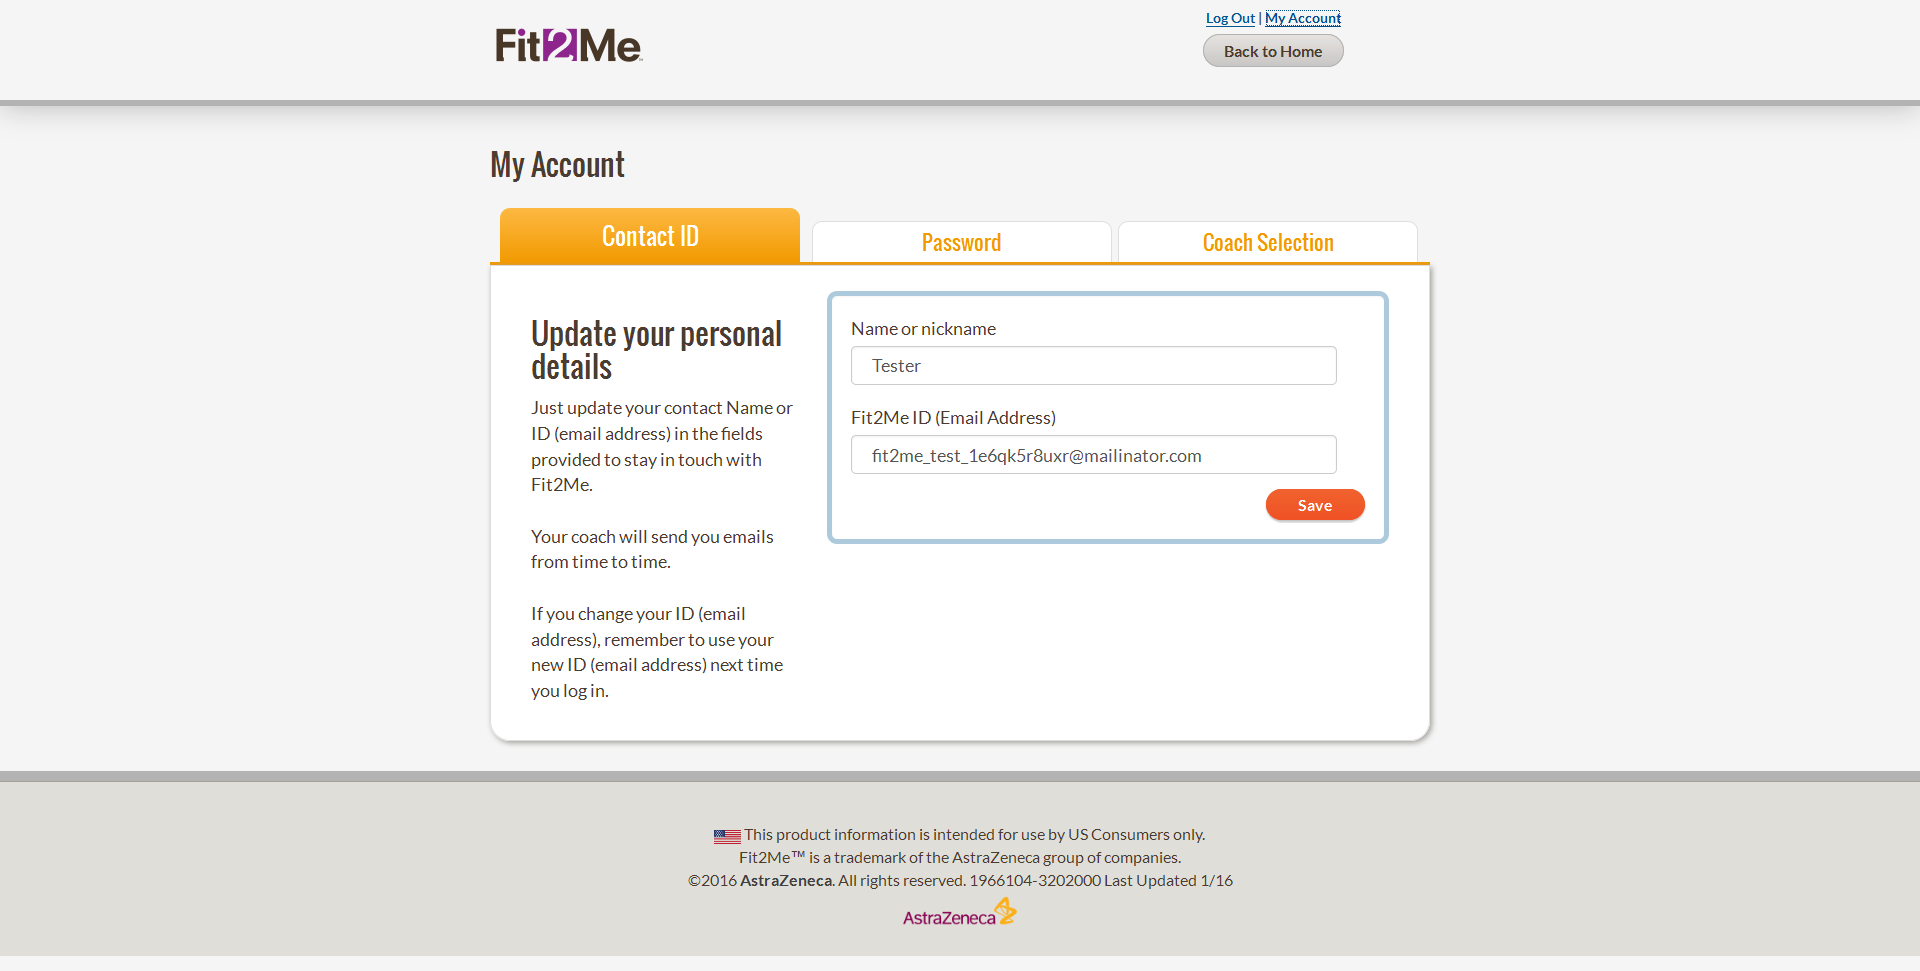 Log Out | My Account
Fit2Me™
Back to Home
My Account
Contact ID
Password
Coach Selection
Update your personal
details
Just update your contact Name or
ID (email address) in the fields
provided to stay in touch with
Fit2Me.
Your coach will send you emails
from time to time.
If you change your ID (email
address), remember to use your
new ID (email address) next time
you log in.
Name or nickname
Tester
Fit2Me ID (Email Address)
fit2me_test_1e6qk5r8uxr@mailinator.com
Save
This product information is intended for use by US Consumers only.
Fit2Me™ is a trademark of the AstraZeneca group of companies.
©2016 AstraZeneca. All rights reserved. 1966104-3202000 Last Updated 1/16
AstraZeneca